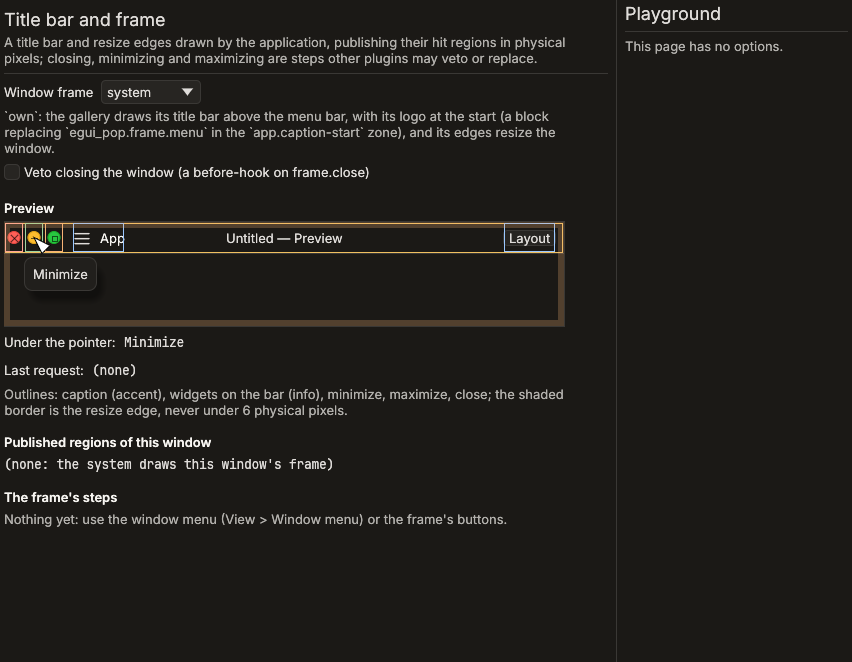 Title bar and frame
A title bar and resize edges drawn by the application, publishing their hit regions in physical
pixels; closing, minimizing and maximizing are steps other plugins may veto or replace.
Window frame system
`own`: the gallery draws its title bar above the menu bar, with its logo at the start (a block
replacing `egui_pop.frame.menu` in the `app.caption-start` zone), and its edges resize the
window.
Veto closing the window (a before-hook on frame.close)
Preview
App Untitled — Preview Layout
Minimize
Under the pointer: Minimize
Last request: (none)
Outlines: caption (accent), widgets on the bar (info), minimize, maximize, close; the shaded
border is the resize edge, never under 6 physical pixels.
Published regions of this window
(none: the system draws this window's frame)
The frame's steps
Nothing yet: use the window menu (View > Window menu) or the frame's buttons.
Playground
This page has no options.